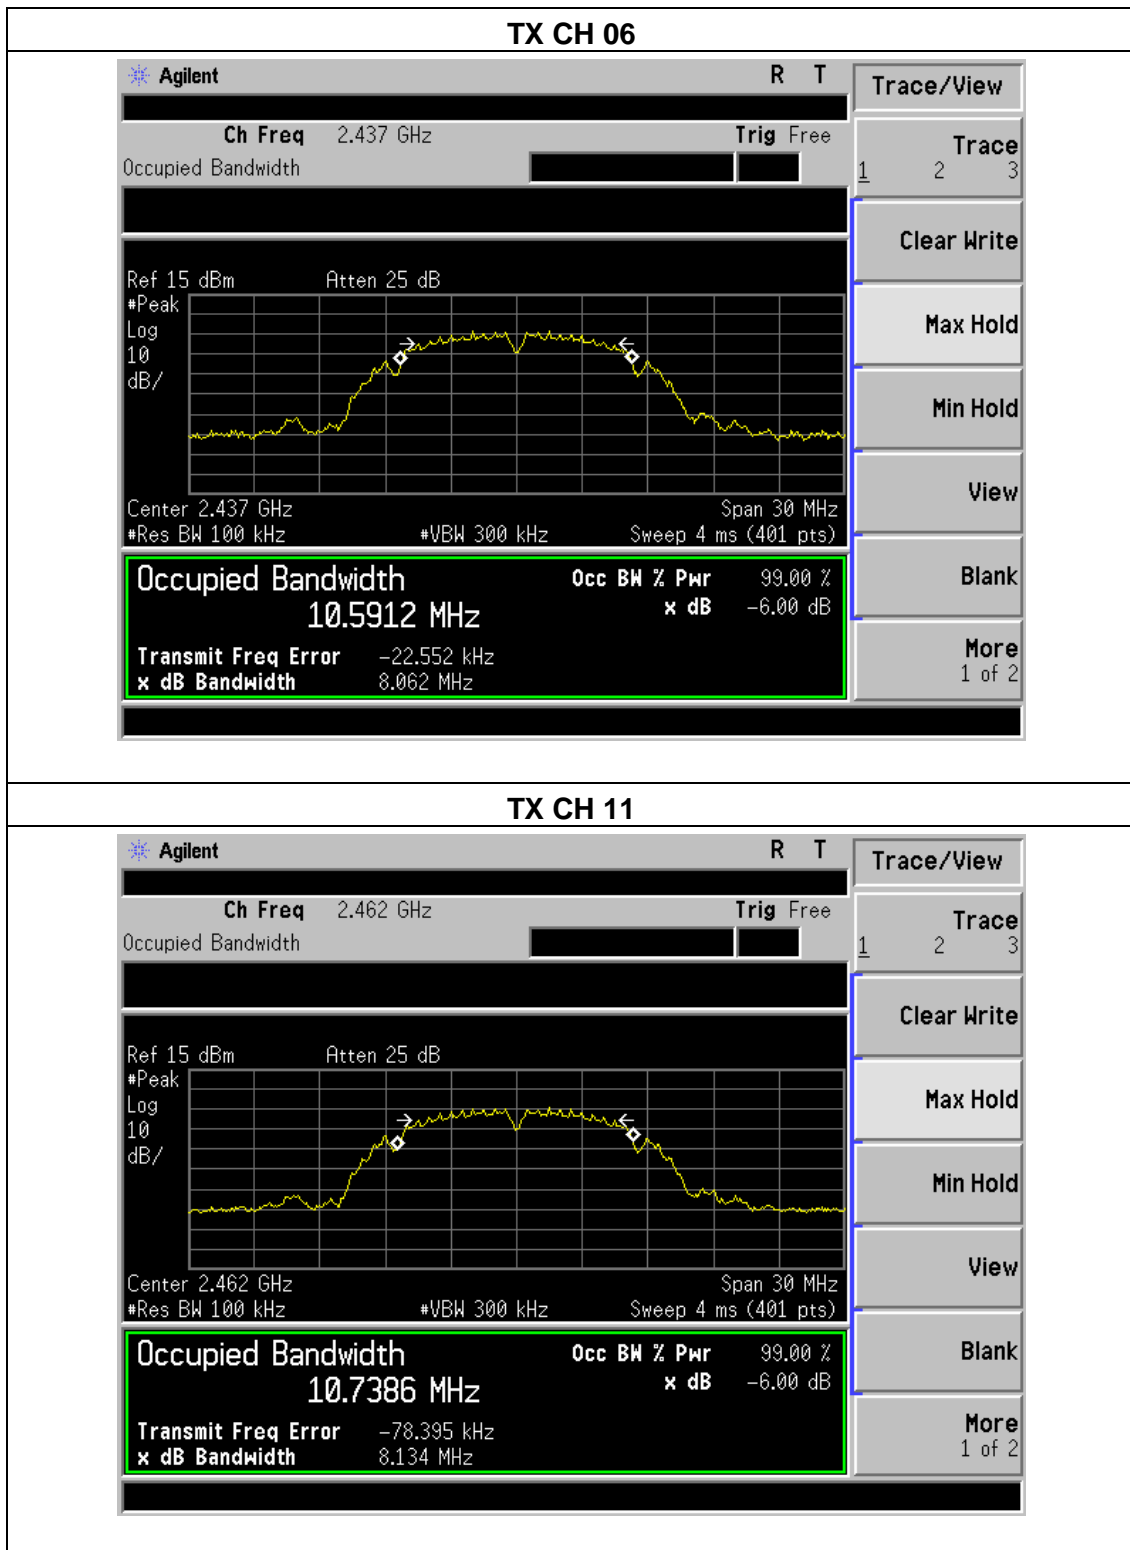 TX CH 06
Agilent R T
Trace/View
Ch Freq 2.437 GHz Trig Free
Occupied Bandwidth
Trace
1 2 3
Clear Write
Ref 15 dBm Atten 25 dB
#Peak
Log
10
dB/
Max Hold
Min Hold
View
Center 2.437 GHz Span 30 MHz
#Res BW 100 kHz #VBW 300 kHz Sweep 4 ms (401 pts)
Occupied Bandwidth Occ BW % Pwr 99.00 %
10.5912 MHz x dB -6.00 dB
Blank
Transmit Freq Error -22.552 kHz
x dB Bandwidth 8.062 MHz
More
1 of 2
TX CH 11
Agilent R T
Trace/View
Ch Freq 2.462 GHz Trig Free
Occupied Bandwidth
Trace
1 2 3
Clear Write
Ref 15 dBm Atten 25 dB
#Peak
Log
10
dB/
Max Hold
Min Hold
View
Center 2.462 GHz Span 30 MHz
#Res BW 100 kHz #VBW 300 kHz Sweep 4 ms (401 pts)
Occupied Bandwidth Occ BW % Pwr 99.00 %
10.7386 MHz x dB -6.00 dB
Blank
Transmit Freq Error -78.395 kHz
x dB Bandwidth 8.134 MHz
More
1 of 2